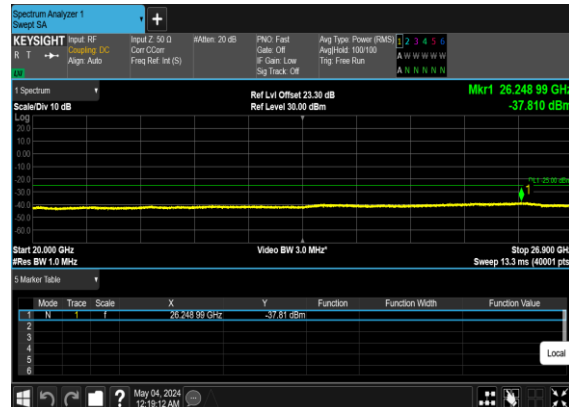 Spectrum Analyzer 1
Swept SA
KEYSIGHT Input: RF Input Z: 50 Ω #Atten: 20 dB PNO: Fast Avg Type: Power (RMS) 1 2 3 4 5 6
R T Coupling: DC Corr CCorr Gate: Off Avg|Hold: 100/100 A W W W W W
Align: Auto Freq Ref: Int (S) IF Gain: Low Trig: Free Run
LW Sig Track: Off A N N N N N
1 Spectrum Ref Lvl Offset 23.30 dB Mkr1 26.248 99 GHz
Scale/Div 10 dB Ref Level 30.00 dBm -37.810 dBm
Log
20.0
10.0
0.00
-10.0
-20.0
DL1 -25.00 dBm
-30.0
1
-40.0
-50.0
-60.0
Start 20.000 GHz Video BW 3.0 MHz* Stop 26.900 GHz
#Res BW 1.0 MHz Sweep 13.3 ms (40001 pts)
5 Marker Table
Mode Trace Scale X Y Function Function Width Function Value
1 N 1 f 26.248 99 GHz -37.81 dBm
2
3
4
5
6
Local
? May 04, 2024
12:19:12 AM